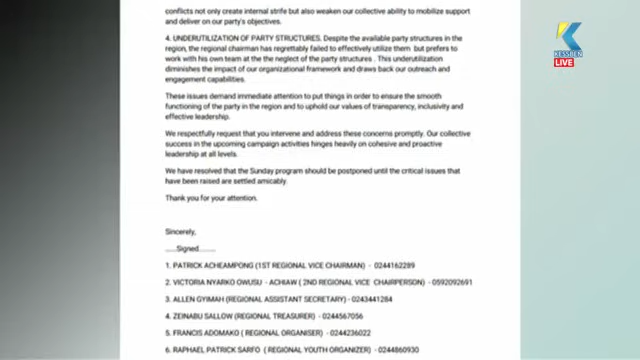 conflicts not only create internal strife but also weaken our collective ability to mobilize support
and deliver on our party's objectives.
4. UNDERUTILIZATION OF PARTY STRUCTURES. Despite the available party structures in the
region, the regional chairman has regrettably failed to effectively utilize them but prefers to
work with his own team at the the neglect of the party structures . This underutilization
diminishes the impact of our organizational framework and draws back our outreach and
engagement capabilities.
These issues demand immediate attention to put things in order to ensure the smooth
functioning of the party in the region and to uphold our values of transparency, inclusivity and
effective leadership.
We respectfully request that you intervene and address these concerns promptly. Our collective
success in the upcoming campaign activities hinges heavily on cohesive and proactive
leadership at all levels.
We have resolved that the Sunday program should be postponed until the critical issues that
have been raised are settled amicably.
Thank you for your attention.
Sincerely,
......Signed.........
1. PATRICK ACHEAMPONG (1ST REGIONAL VICE CHAIRMAN) - 0244162289
2. VICTORIA NYARKO OWUSU - ACHIAW ( 2ND REGIONAL VICE CHAIRPERSON) - 0592092691
3. ALLEN GYIMAH (REGIONAL ASSISTANT SECRETARY) - 0243441284
4. ZEINABU SALLOW (REGIONAL TREASURER) - 0244567056
5. FRANCIS ADOMAKO ( REGIONAL ORGANISER) - 0244236022
6. RAPHAEL PATRICK SARFO ( REGIONAL YOUTH ORGANIZER) - 0244860930
KESSBEN
LIVE